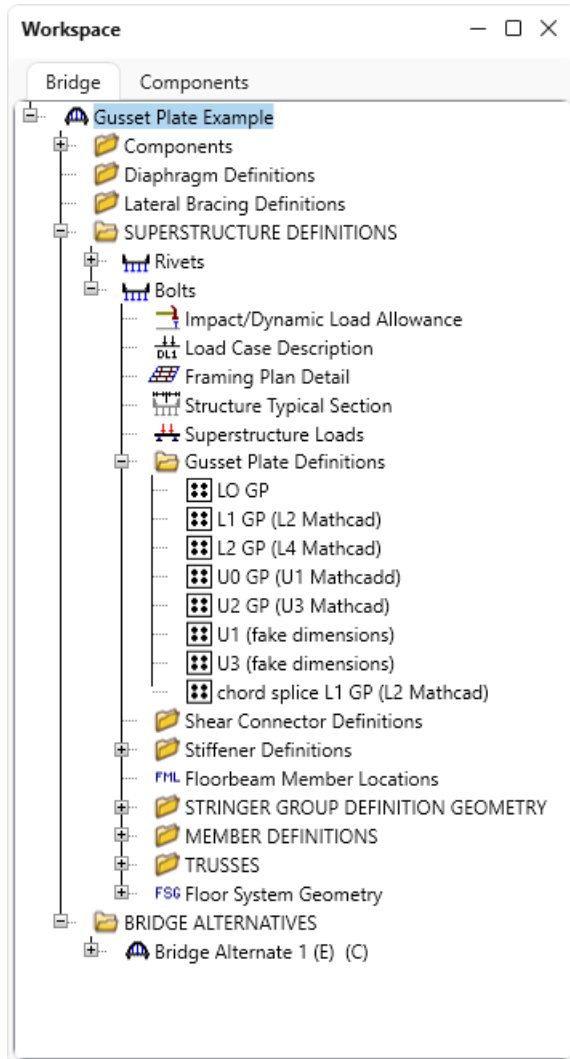 Workspace
Bridge Components
Gusset Plate Example
Components
Diaphragm Definitions
Lateral Bracing Definitions
SUPERSTRUCTURE DEFINITIONS
Rivets
Bolts
Impact/Dynamic Load Allowance
DL1 Load Case Description
Framing Plan Detail
Structure Typical Section
Superstructure Loads
Gusset Plate Definitions
LO GP
L1 GP (L2 Mathcad)
L2 GP (L4 Mathcad)
U0 GP (U1 Mathcadd)
U2 GP (U3 Mathcad)
U1 (fake dimensions)
U3 (fake dimensions)
chord splice L1 GP (L2 Mathcad)
Shear Connector Definitions
Stiffener Definitions
FML Floorbeam Member Locations
STRINGER GROUP DEFINITION GEOMETRY
MEMBER DEFINITIONS
TRUSSES
FSG Floor System Geometry
BRIDGE ALTERNATIVES
Bridge Alternate 1 (E) (C)